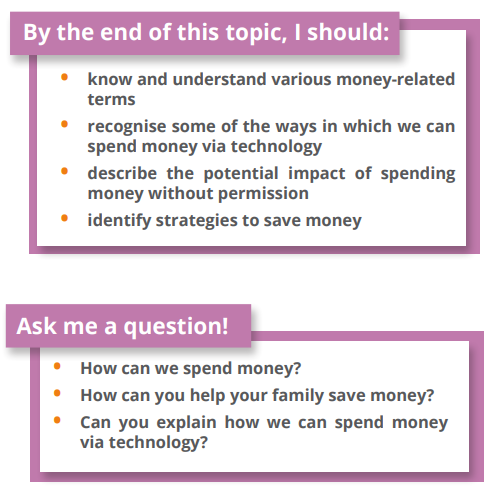 By the end of this topic, I should:
• know and understand various money-related
terms
• recognise some of the ways in which we can
spend money via technology
• describe the potential impact of spending
money without permission
• identify strategies to save money
Ask me a question!
• How can we spend money?
• How can you help your family save money?
• Can you explain how we can spend money
via technology?